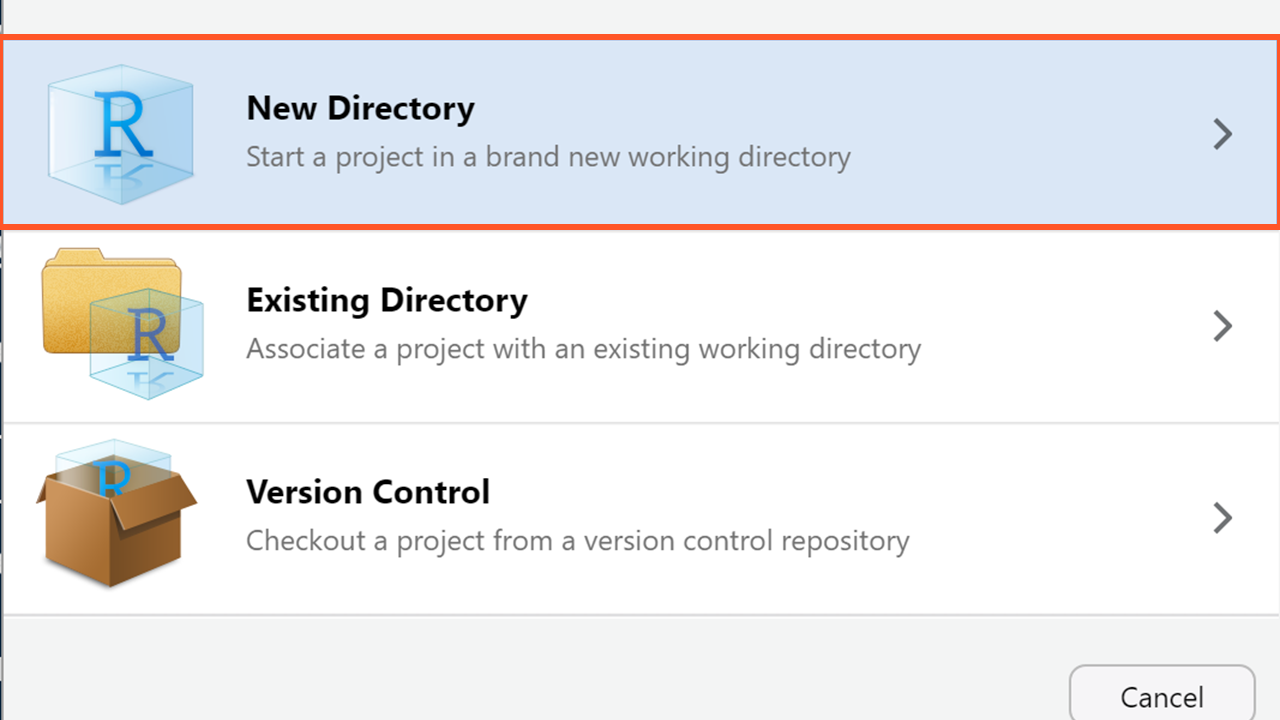 R
New Directory
Start a project in a brand new working directory
R
Existing Directory
Associate a project with an existing working directory
R
Version Control
Checkout a project from a version control repository
Cancel